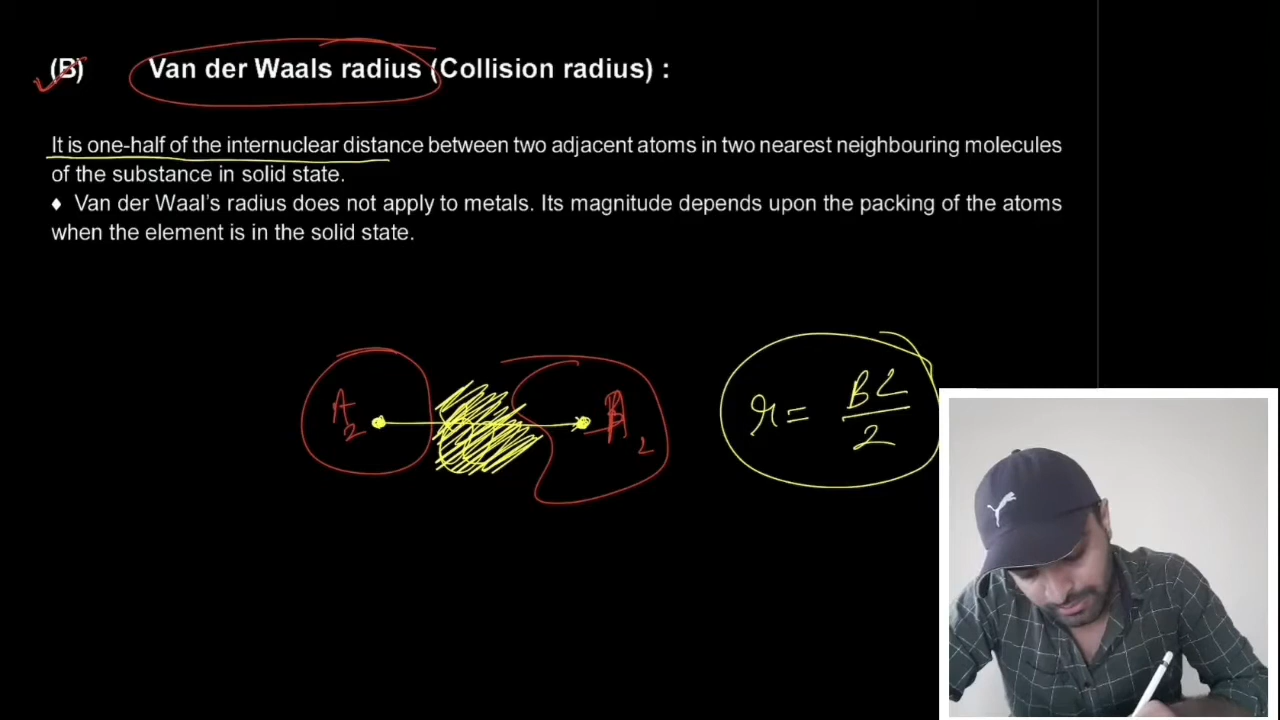 (B) Van der Waals radius (Collision radius) :
It is one-half of the internuclear distance between two adjacent atoms in two nearest neighbouring molecules
of the substance in solid state.
♦ Van der Waal's radius does not apply to metals. Its magnitude depends upon the packing of the atoms
when the element is in the solid state.
A₂
r = BL/2